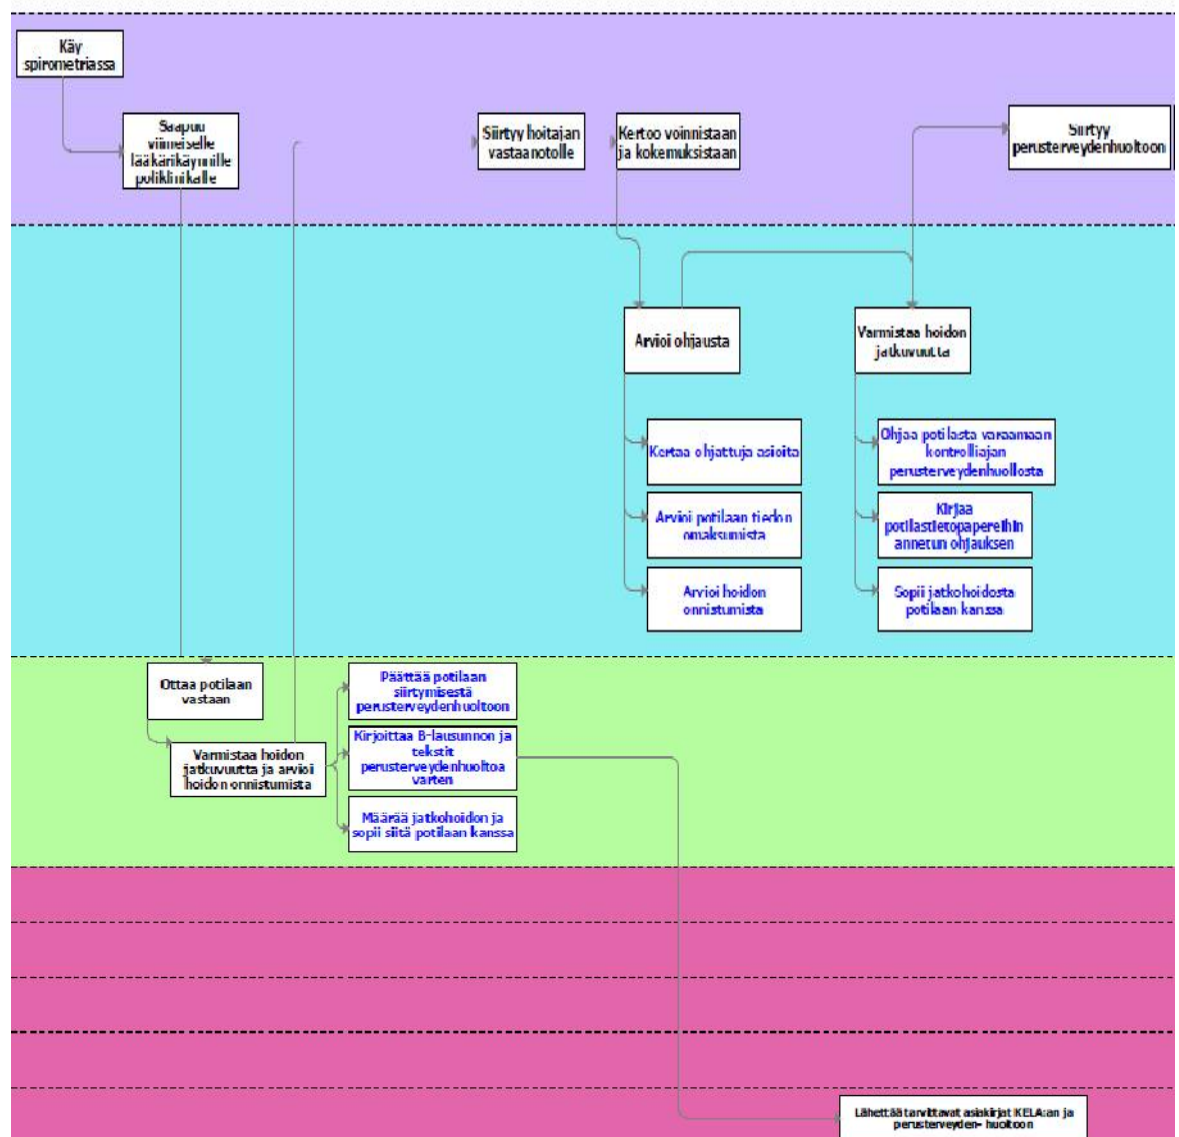 Käy
spirometriassa
Saapuu
viimeiselle
lääkärikäynnille
poliklinikalle
Siirtyy hoitajan
vastaanotolle
Kertoo voinnistaan
ja kokemuksistaan
Siirtyy
perusterveydenhuoltoon
Arvioi ohjausta
Varmistaa hoidon
jatkuvuutta
Kertaa ohjattuja asioita
Arvioi potilaan tiedon
omaksumista
Arvioi hoidon
onnistumista
Ohjaa potilasta varaamaan
kontrolliajan
perusterveydenhuollosta
Kirjaa
potilastietopapereihin
annetun ohjauksen
Sopii jatkohoidosta
potilaan kanssa
Ottaa potilaan
vastaan
Varmistaa hoidon
jatkuvuutta ja arvioi
hoidon onnistumista
Päättää potilaan
siirtymisestä
perusterveydenhuoltoon
Kirjoittaa B-lausunnon ja
tekstit
perusterveydenhuoltoa
varten
Määrää jatkohoidon ja
sopii siitä potilaan kanssa
Lähettää tarvittavat asiakirjat KELA:an ja
perusterveyden- huoltoon